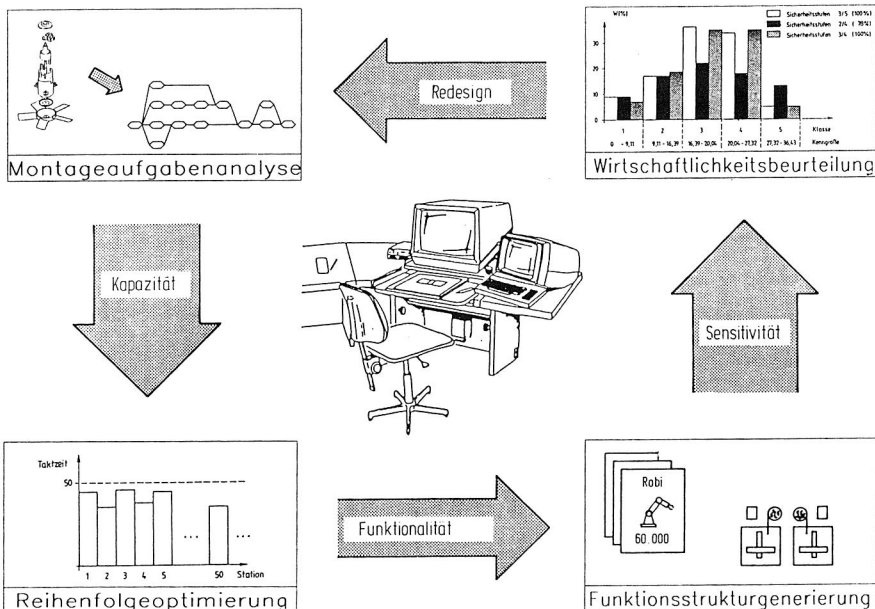 Montageaufgabenanalyse
Redesign
W(%)
Sicherheitsstufen 3/5 (100%)
Sicherheitsstufen 2/4 ( 78%)
Sicherheitsstufen 3/4 (100%)
30
20
10
0
1 2 3 4 5 Klasse
0 - 9,11 9,11 - 16,39 16,39 - 20,04 20,04 - 27,32 27,32 - 36,43 Kenngröße
Wirtschaftlichkeitsbeurteilung
Kapazität
Sensitivität
Taktzeit
50
1 2 3 4 5 ... 50 ... Station
Reihenfolgeoptimierung
Funktionalität
Robi
60.000
Funktionsstrukturgenerierung